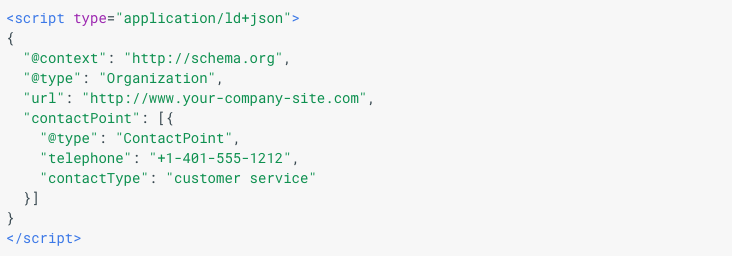 <script type="application/ld+json">
{
  "@context": "http://schema.org",
  "@type": "Organization",
  "url": "http://www.your-company-site.com",
  "contactPoint": [{
    "@type": "ContactPoint",
    "telephone": "+1-401-555-1212",
    "contactType": "customer service"
  }]
}
</script>